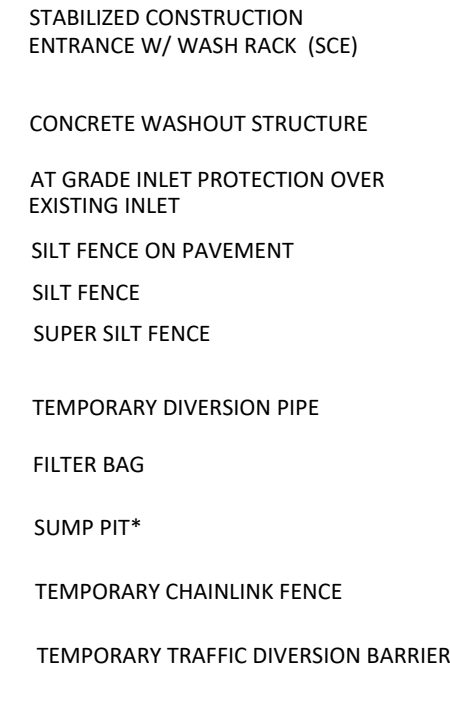 STABILIZED CONSTRUCTION
ENTRANCE W/ WASH RACK (SCE)
CONCRETE WASHOUT STRUCTURE
AT GRADE INLET PROTECTION OVER
EXISTING INLET
SILT FENCE ON PAVEMENT
SILT FENCE
SUPER SILT FENCE
TEMPORARY DIVERSION PIPE
FILTER BAG
SUMP PIT*
TEMPORARY CHAINLINK FENCE
TEMPORARY TRAFFIC DIVERSION BARRIER